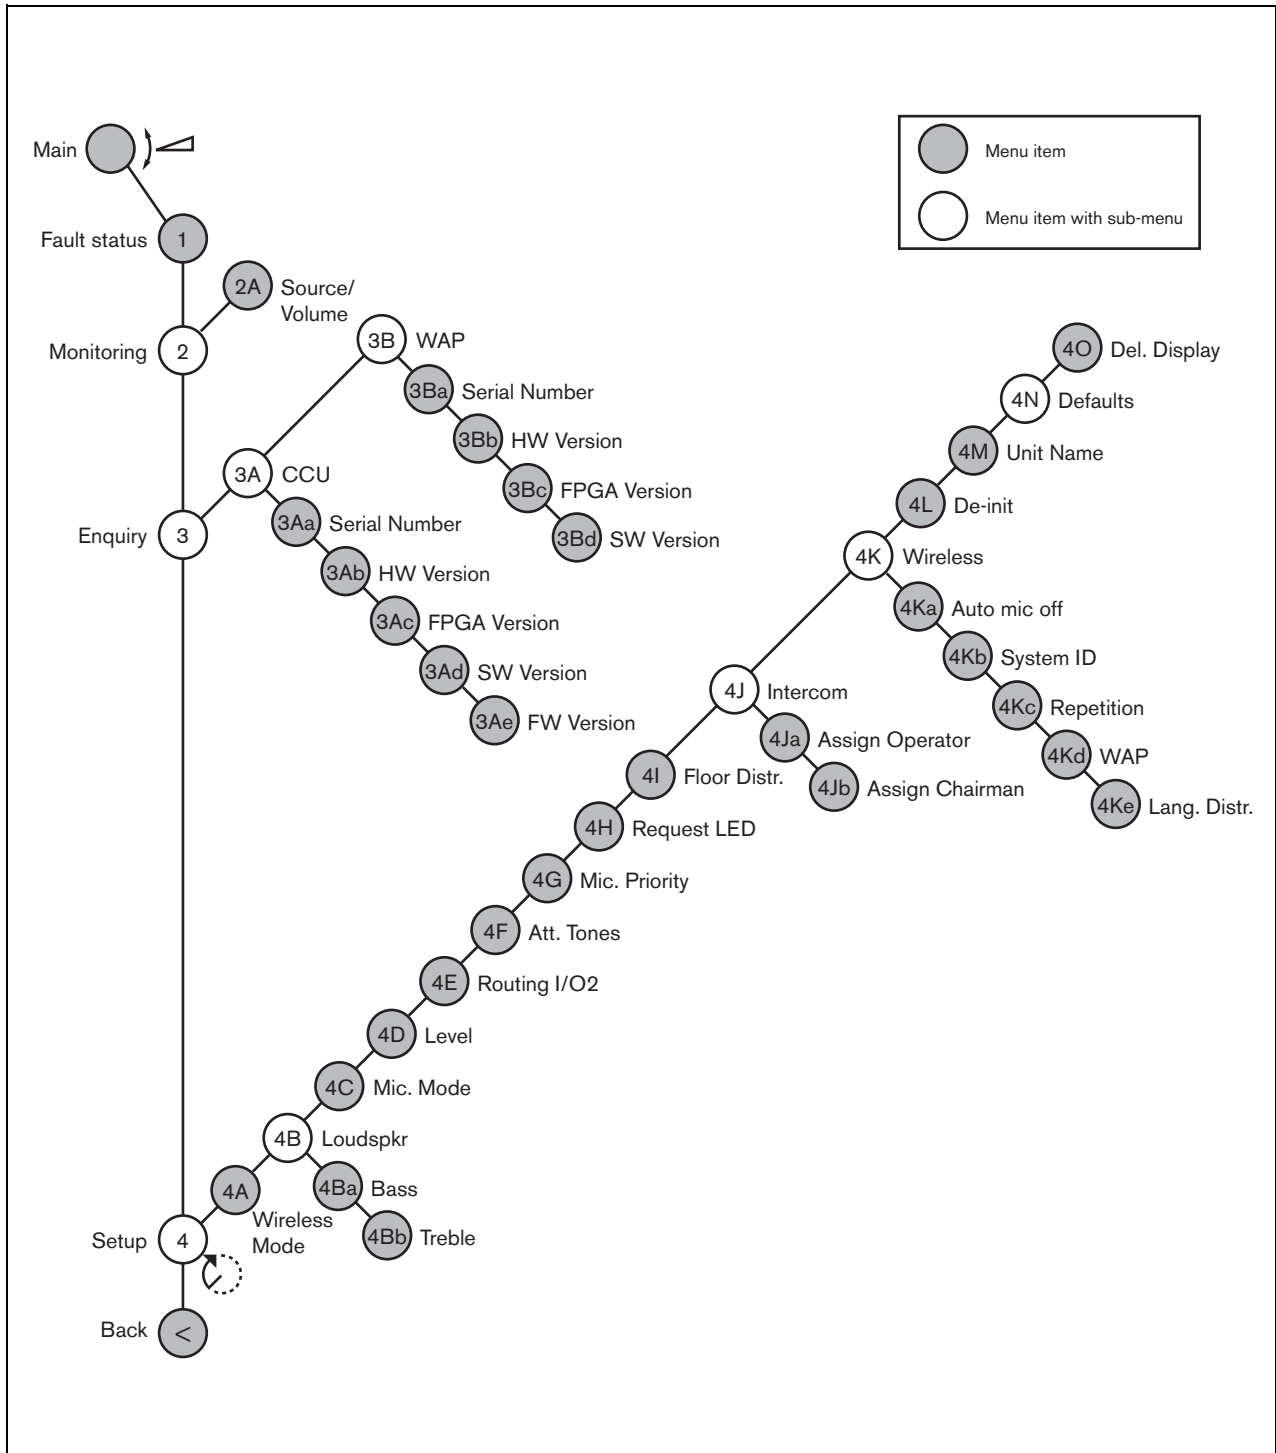 Main
Menu item
Menu item with sub-menu
Fault status 1
2A Source/
Volume
Monitoring 2
3B WAP
3Ba Serial Number
3Bb HW Version
3Bc FPGA Version
3Bd SW Version
3A CCU
3Aa Serial Number
3Ab HW Version
3Ac FPGA Version
3Ad SW Version
3Ae FW Version
Enquiry 3
4O Del. Display
4N Defaults
4M Unit Name
4L De-init
4K Wireless
4Ka Auto mic off
4Kb System ID
4Kc Repetition
4Kd WAP
4Ke Lang. Distr.
4J Intercom
4Ja Assign Operator
4Jb Assign Chairman
4I Floor Distr.
4H Request LED
4G Mic. Priority
4F Att. Tones
4E Routing I/O2
4D Level
4C Mic. Mode
4B Loudspkr
4Ba Bass
4Bb Treble
4A Wireless
Mode
Setup 4
Back <